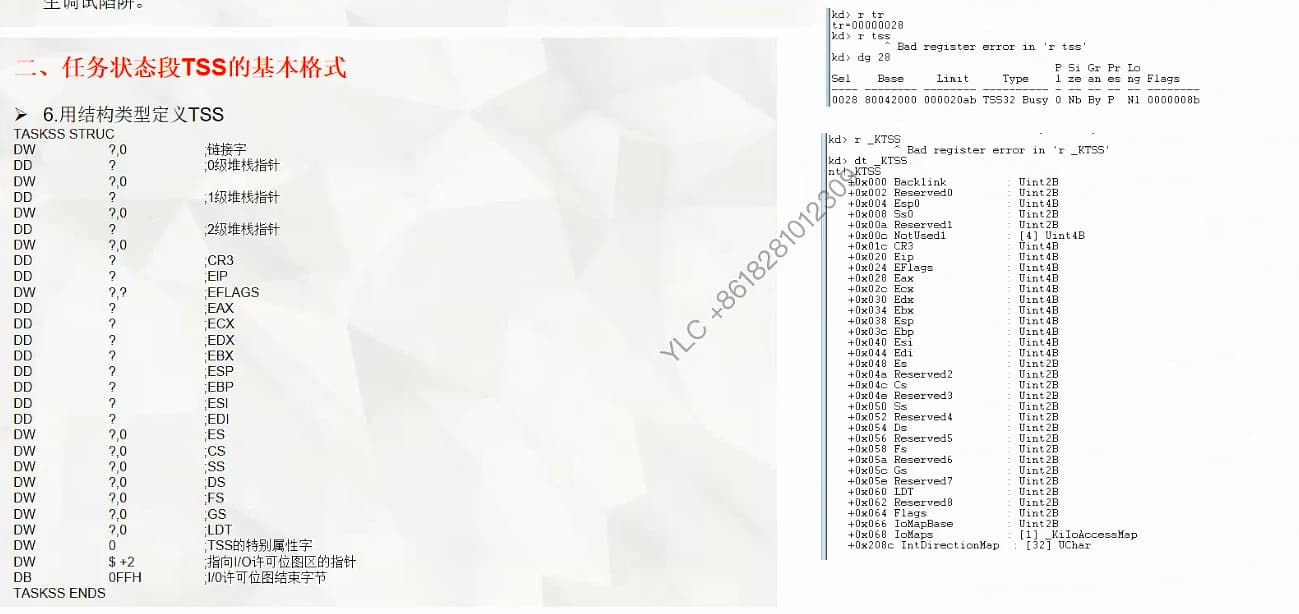 生调试陷阱。
二、任务状态段TSS的基本格式
➢ 6.用结构类型定义TSS
TASKSS STRUC
DW ?,0 ;链接字
DD ? ;0级堆栈指针
DW ?,0
DD ? ;1级堆栈指针
DW ?,0
DD ? ;2级堆栈指针
DW ?,0
DD ? ;CR3
DD ? ;EIP
DW ?,? ;EFLAGS
DD ? ;EAX
DD ? ;ECX
DD ? ;EDX
DD ? ;EBX
DD ? ;ESP
DD ? ;EBP
DD ? ;ESI
DD ? ;EDI
DW ?,0 ;ES
DW ?,0 ;CS
DW ?,0 ;SS
DW ?,0 ;DS
DW ?,0 ;FS
DW ?,0 ;GS
DW ?,0 ;LDT
DW 0 ;TSS的特别属性字
DW $ +2 ;指向I/O许可位图区的指针
DB 0FFH ;I/0许可位图结束字节
TASKSS ENDS
kd> r tr
tr=00000028
kd> r tss
^ Bad register error in 'r tss'
kd> dg 28
P Si Gr Pr Lo
Sel Base Limit Type l ze an es ng Flags
---- -------- -------- ---------- - -- -- -- -- --------
0028 80042000 000020ab TSS32 Busy 0 Nb By P Nl 0000008b
kd> r _KTSS
^ Bad register error in 'r _KTSS'
kd> dt _KTSS
nt!_KTSS
+0x000 Backlink : Uint2B
+0x002 Reserved0 : Uint2B
+0x004 Esp0 : Uint4B
+0x008 Ss0 : Uint2B
+0x00a Reserved1 : Uint2B
+0x00c NotUsed1 : [4] Uint4B
+0x01c CR3 : Uint4B
+0x020 Eip : Uint4B
+0x024 EFlags : Uint4B
+0x028 Eax : Uint4B
+0x02c Ecx : Uint4B
+0x030 Edx : Uint4B
+0x034 Ebx : Uint4B
+0x038 Esp : Uint4B
+0x03c Ebp : Uint4B
+0x040 Esi : Uint4B
+0x044 Edi : Uint4B
+0x048 Es : Uint2B
+0x04a Reserved2 : Uint2B
+0x04c Cs : Uint2B
+0x04e Reserved3 : Uint2B
+0x050 Ss : Uint2B
+0x052 Reserved4 : Uint2B
+0x054 Ds : Uint2B
+0x056 Reserved5 : Uint2B
+0x058 Fs : Uint2B
+0x05a Reserved6 : Uint2B
+0x05c Gs : Uint2B
+0x05e Reserved7 : Uint2B
+0x060 LDT : Uint2B
+0x062 Reserved8 : Uint2B
+0x064 Flags : Uint2B
+0x066 IoMapBase : Uint2B
+0x068 IoMaps : [1] _KiIoAccessMap
+0x208c IntDirectionMap : [32] UChar
YLC +8618281012309